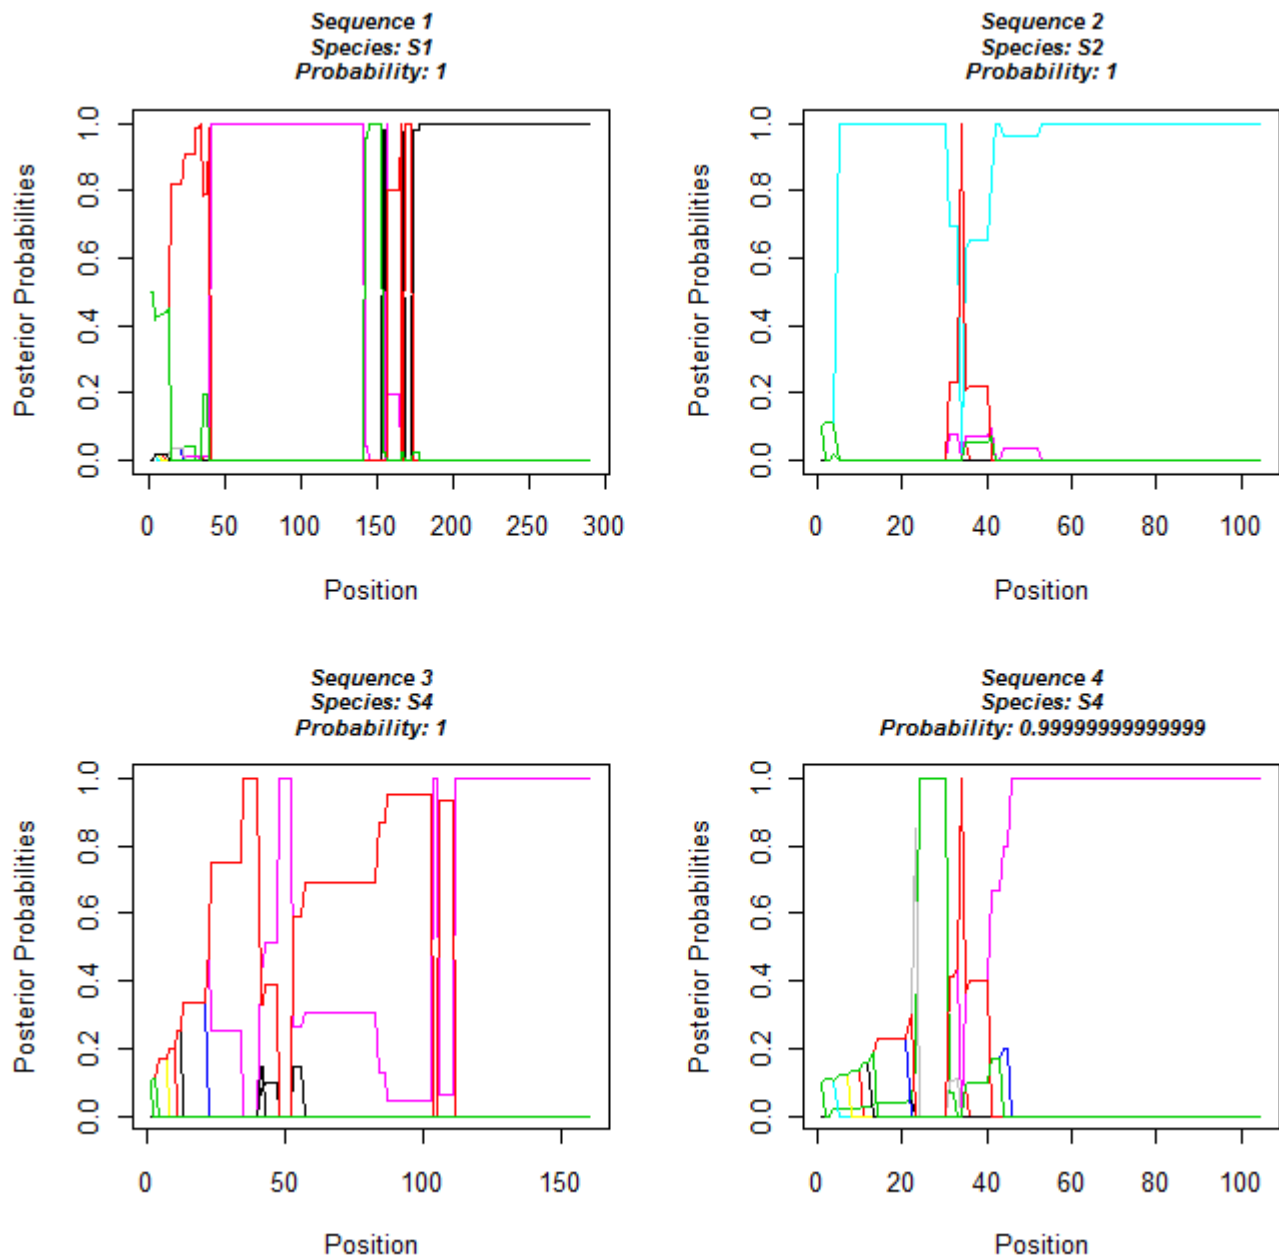 Sequence 1
Species: S1
Probability: 1
Posterior Probabilities
0.0 0.2 0.4 0.6 0.8 1.0
0 50 100 150 200 250 300
Position
Sequence 2
Species: S2
Probability: 1
Posterior Probabilities
0.0 0.2 0.4 0.6 0.8 1.0
0 20 40 60 80 100
Position
Sequence 3
Species: S4
Probability: 1
Posterior Probabilities
0.0 0.2 0.4 0.6 0.8 1.0
0 50 100 150
Position
Sequence 4
Species: S4
Probability: 0.99999999999999
Posterior Probabilities
0.0 0.2 0.4 0.6 0.8 1.0
0 20 40 60 80 100
Position